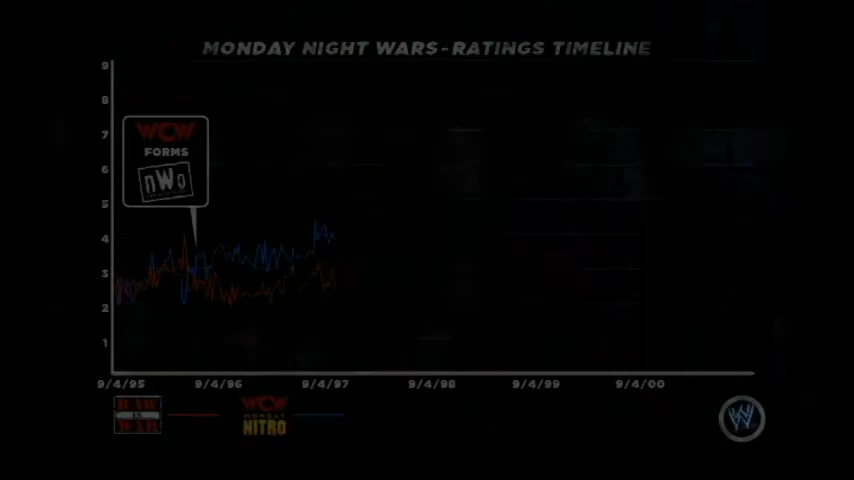 MONDAY NIGHT WARS-RATINGS TIMELINE
9
8
7
6
5
4
3
2
1
WCW
FORMS
nWo
9/4/95
9/4/96
9/4/97
9/4/98
9/4/99
9/4/00
RAW
IS
WAR
WCW
MONDAY
NITRO
W